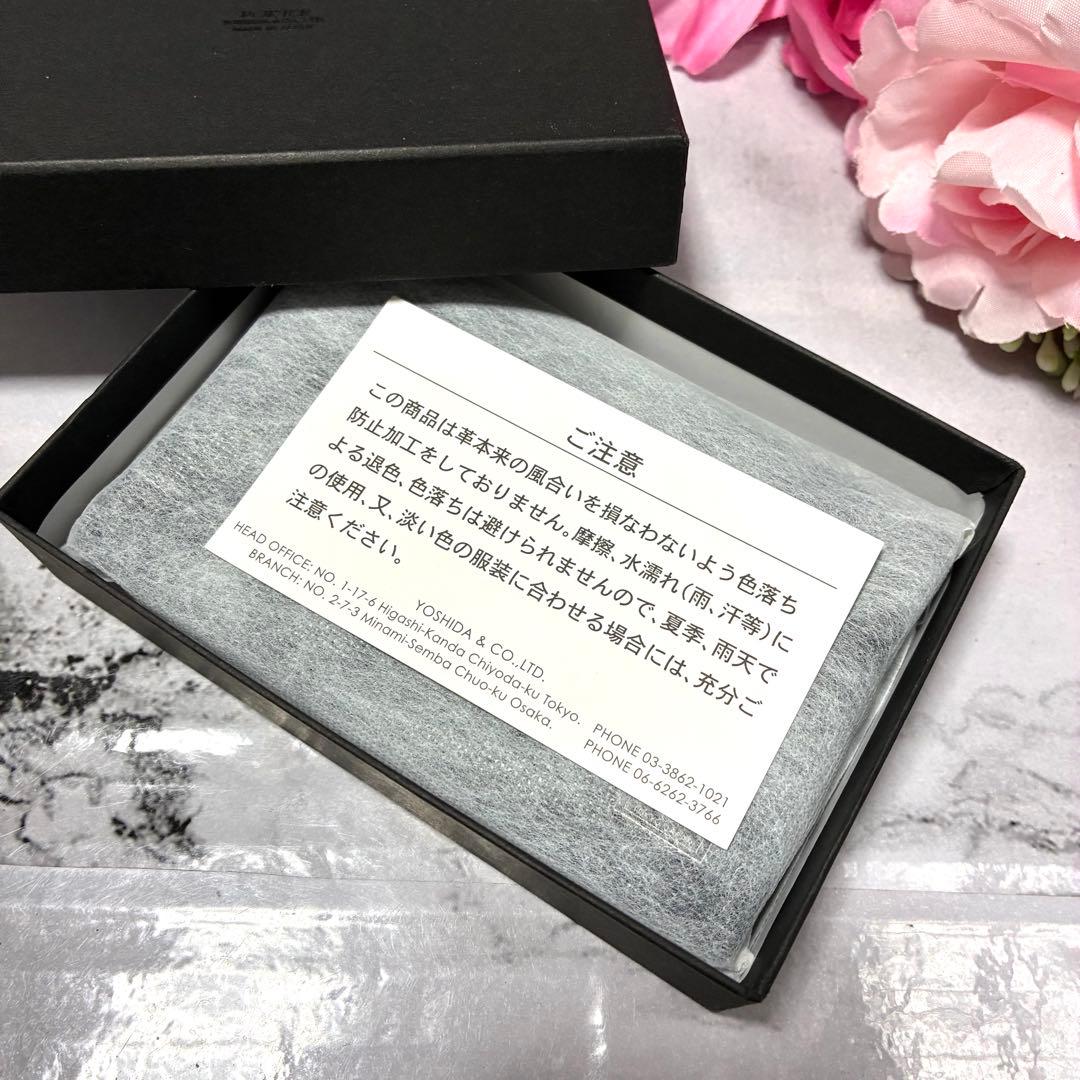 ご注意
この商品は革本来の風合いを損なわないよう色落ち
防止加工をしておりません。摩擦、水濡れ(雨、汗等)に
よる退色、色落ちは避けられませんので、夏季、雨天で
の使用、又、淡い色の服装に合わせる場合には、充分ご
注意ください。
YOSHIDA & CO.,LTD.
HEAD OFFICE: NO. 1-17-6 Higashi-Kanda Chiyoda-ku Tokyo. PHONE 03-3862-1021
BRANCH: NO. 2-7-3 Minami-Semba Chuo-ku Osaka. PHONE 06-6262-3766